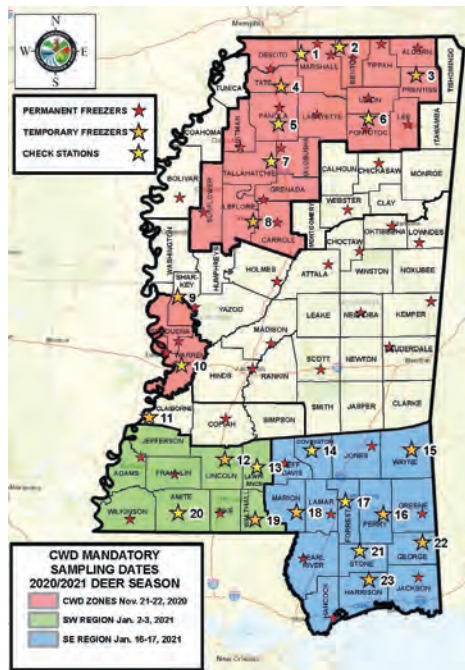 Memphis
N
W
E
S
DESOTO
1
MARSHALL
2
BENTON
TIPPAH
ALCORN
TISHOMINGO
TUNICA
TATE
4
3
PRENTISS
PERMANENT FREEZERS
TEMPORARY FREEZERS
CHECK STATIONS
PANOLA
5
LAFAYETTE
UNION
6
PONTOTOC
LEE
ITAWAMBA
COAHOMA
QUITMAN
7
YALOBUSHA
TALLAHATCHIE
CALHOUN
CHICKASAW
MONROE
BOLIVAR
SUNFLOWER
GRENADA
LEFLORE
8
CARROLL
MONTGOMERY
WEBSTER
CLAY
WASHINGTON
HUMPHREYS
HOLMES
CHOCTAW
OKTIBBEHA
LOWNDES
ATTALA
WINSTON
NOXUBEE
SHAR-
KEY
9
YAZOO
LEAKE
NESHOBA
KEMPER
MADISON
WARREN
10
HINDS
RANKIN
SCOTT
NEWTON
LAUDERDALE
11
CLAIBORNE
COPIAH
SIMPSON
SMITH
JASPER
CLARKE
JEFFERSON
ADAMS
FRANKLIN
12
LINCOLN
13
COVINGTON
14
JONES
15
WAYNE
WILKINSON
AMITE
20
PIKE
WALTHALL
19
MARION
18
LAMAR
FORREST
17
PERRY
16
GREENE
PEARL
RIVER
21
STONE
22
GEORGE
HANCOCK
23
HARRISON
JACKSON
CWD MANDATORY
SAMPLING DATES
2020/2021 DEER SEASON
CWD ZONES Nov. 21-22, 2020
SW REGION Jan. 2-3, 2021
SE REGION Jan. 16-17, 2021
New Orleans